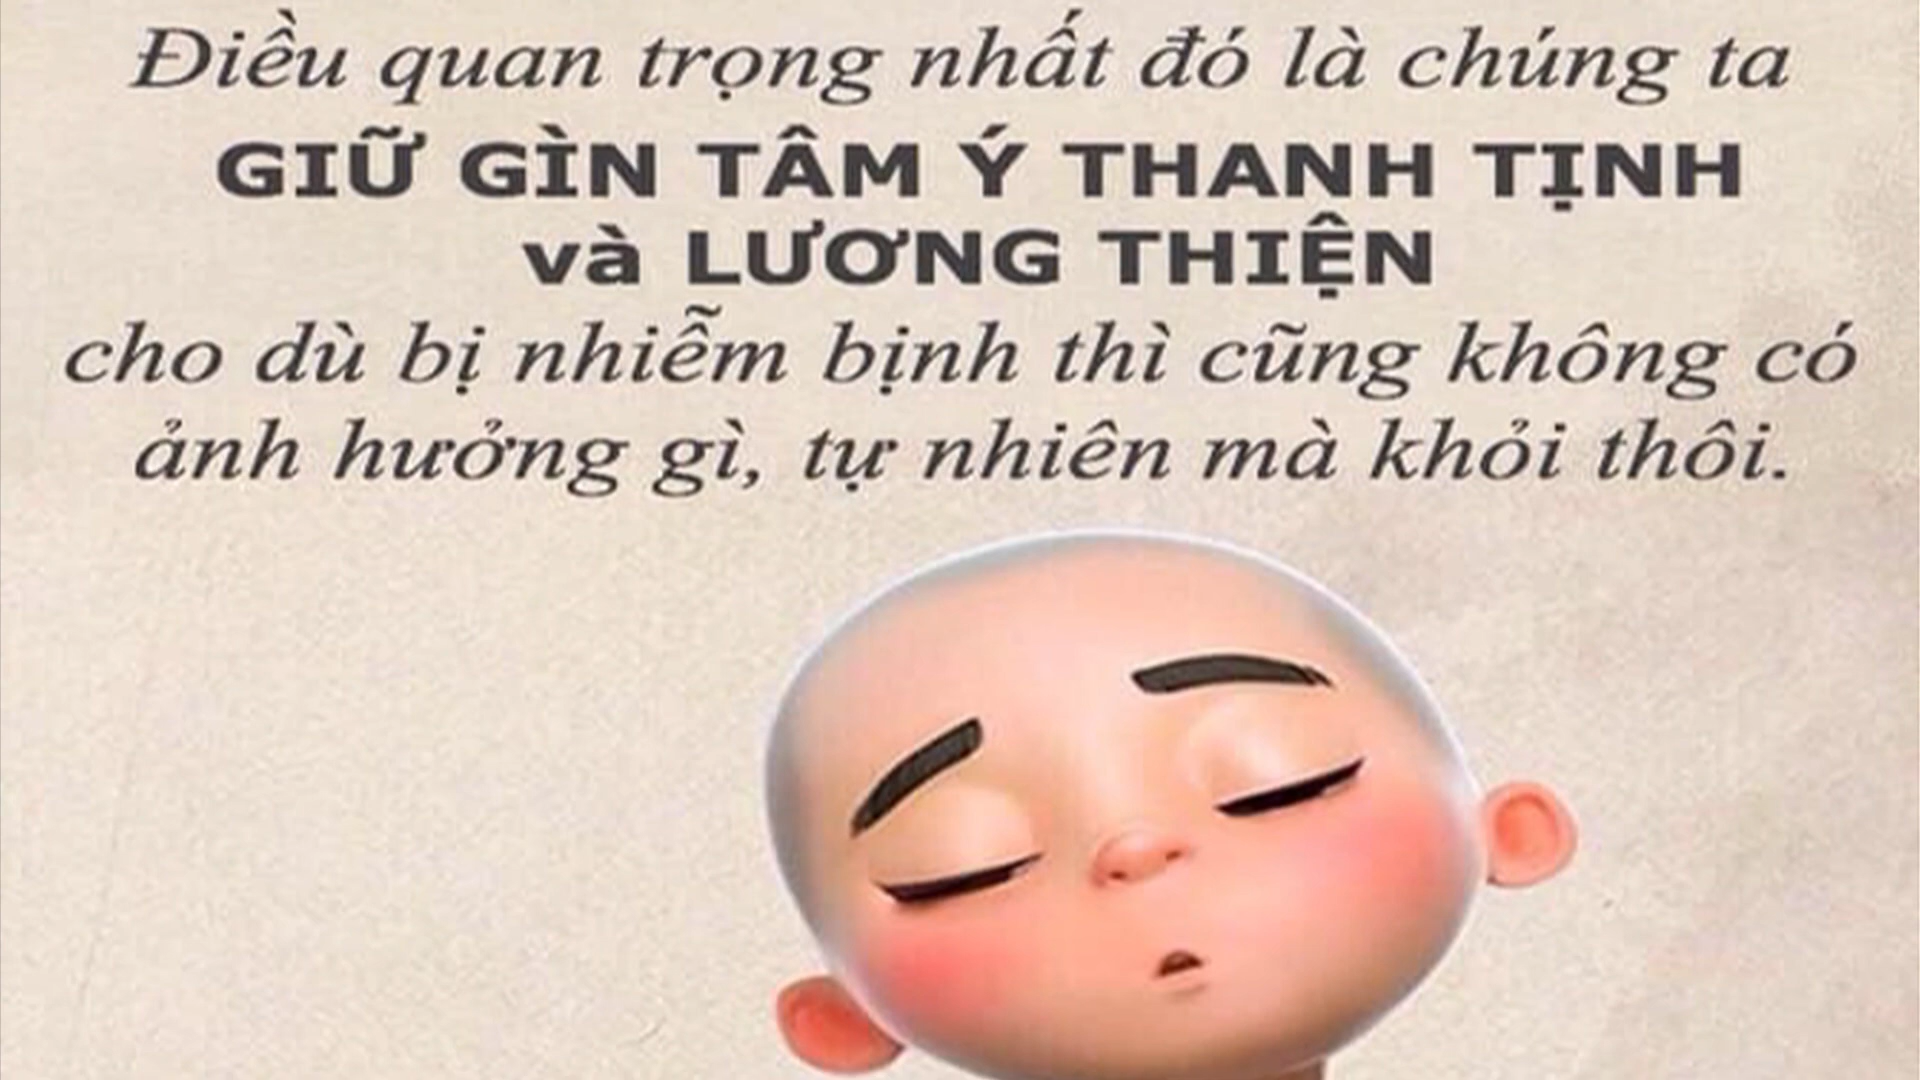 Điều quan trọng nhất đó là chúng ta
GIỮ GÌN TÂM Ý THANH TỊNH
và LƯƠNG THIỆN
cho dù bị nhiễm bịnh thì cũng không có
ảnh hưởng gì, tự nhiên mà khỏi thôi.